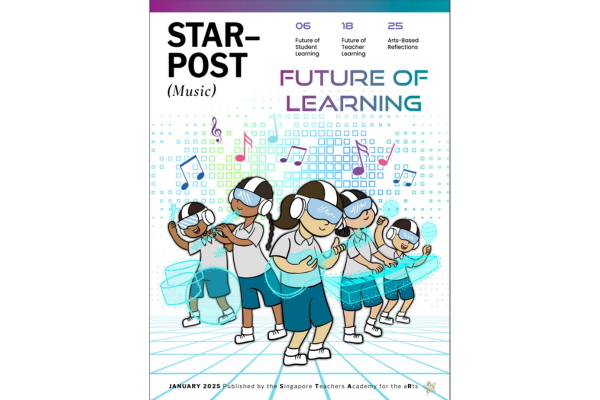 STAR–
POST
(Music)
06
Future of
Student
Learning
18
Future of
Teacher
Learning
25
Arts-Based
Reflections
FUTURE OF
LEARNING
JANUARY 2025 Published by the Singapore Teachers Academy for the aRts